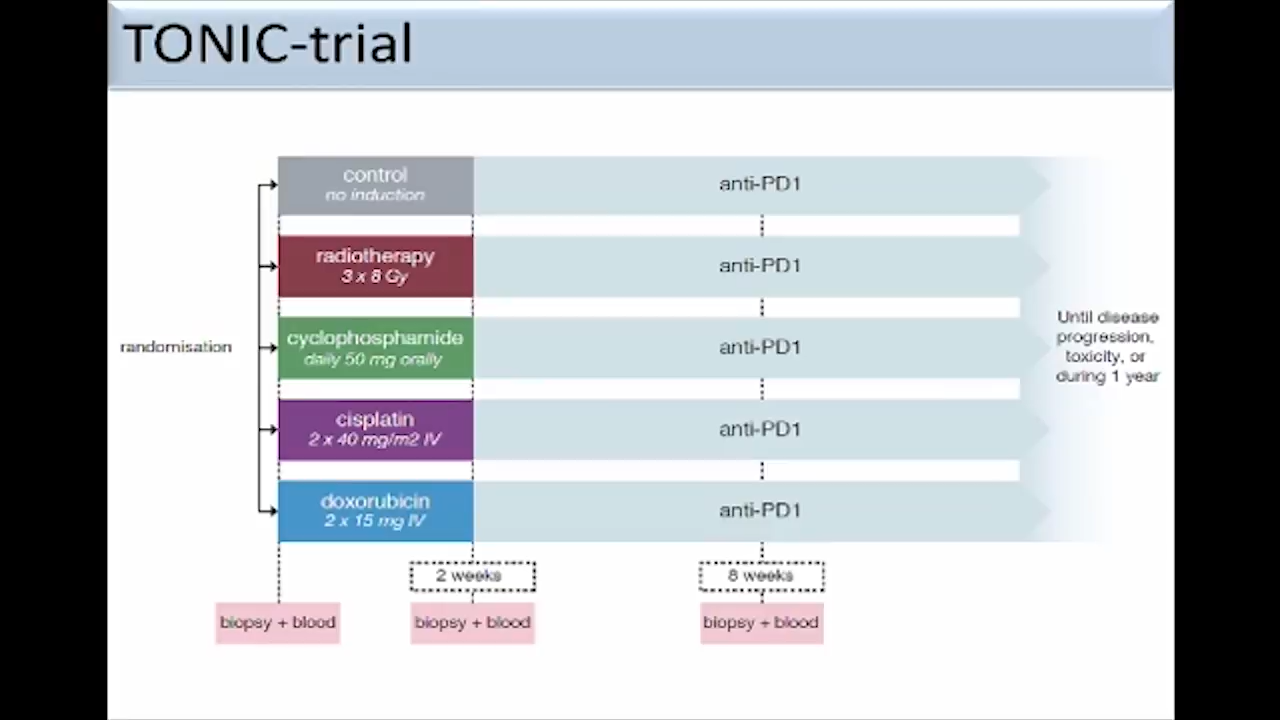 TONIC-trial
control
no induction
anti-PD1
radiotherapy
3 x 8 Gy
anti-PD1
randomisation
cyclophosphamide
daily 50 mg orally
anti-PD1
Until disease
progression,
toxicity, or
during 1 year
cisplatin
2 x 40 mg/m2 IV
anti-PD1
doxorubicin
2 x 15 mg IV
anti-PD1
2 weeks
8 weeks
biopsy + blood
biopsy + blood
biopsy + blood